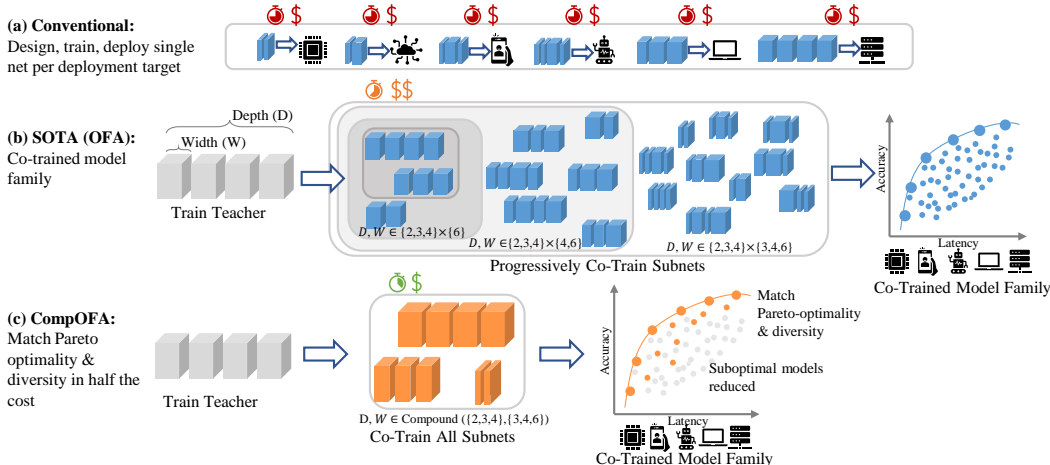 (a) Conventional:
Design, train, deploy single
net per deployment target
$
$
$
$
$
$
(b) SOTA (OFA):
Co-trained model
family
Depth (D)
Width (W)
Train Teacher
$$
D, W ∈ {2,3,4}×{6}
D, W ∈ {2,3,4}×{4,6}
D, W ∈ {2,3,4}×{3,4,6}
Progressively Co-Train Subnets
Accuracy
Latency
Co-Trained Model Family
(c) CompOFA:
Match Pareto
optimality &
diversity in half the
cost
Train Teacher
$
D, W ∈ Compound ({2,3,4},{3,4,6})
Co-Train All Subnets
Accuracy
Match
Pareto-optimality
& diversity
Suboptimal models
reduced
Latency
Co-Trained Model Family